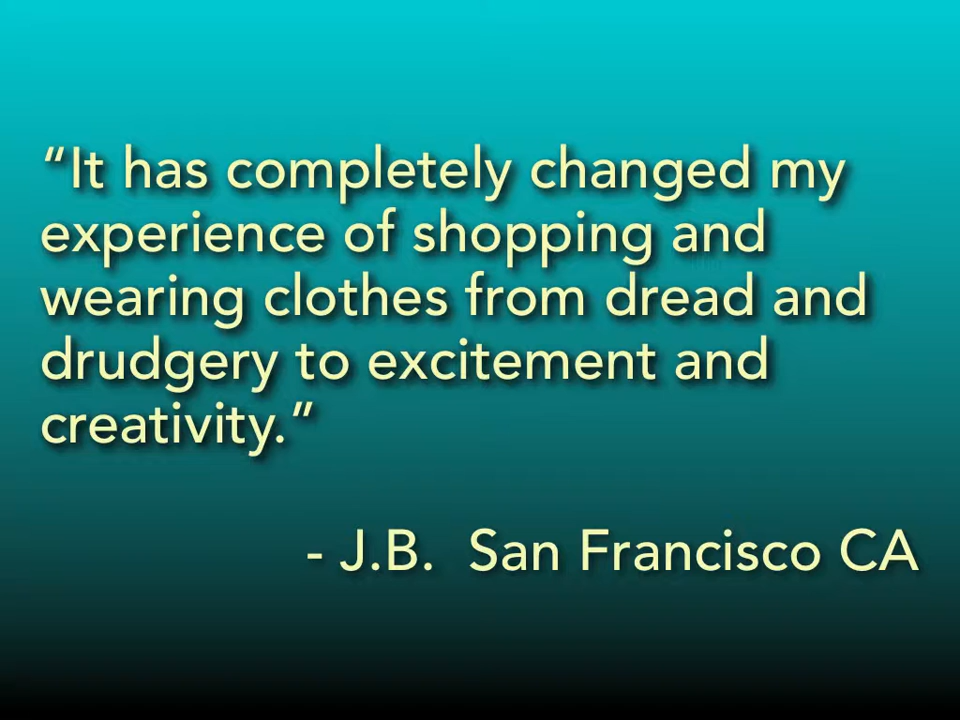 “It has completely changed my
experience of shopping and
wearing clothes from dread and
drudgery to excitement and
creativity.”
- J.B.  San Francisco CA